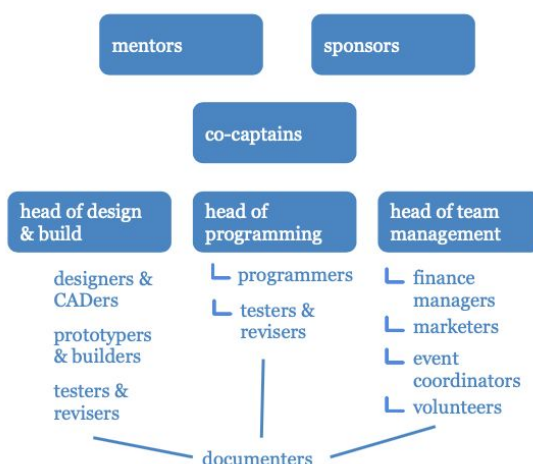 mentors
sponsors
co-captains
head of design
& build
head of
programming
head of team
management
designers &
CADers
prototypers
& builders
testers &
revisers
programmers
testers &
revisers
finance
managers
marketers
event
coordinators
volunteers
documenters